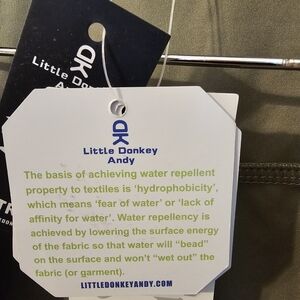 Little Donkey
Little Donkey
Andy
The basis of achieving water repellent
property to textiles is 'hydrophobicity',
which means 'fear of water' or 'lack of
affinity for water'. Water repellency is
achieved by lowering the surface energy
of the fabric so that water will "bead"
on the surface and won't "wet out" the
fabric (or garment).
LITTLEDONKEYANDY.COM